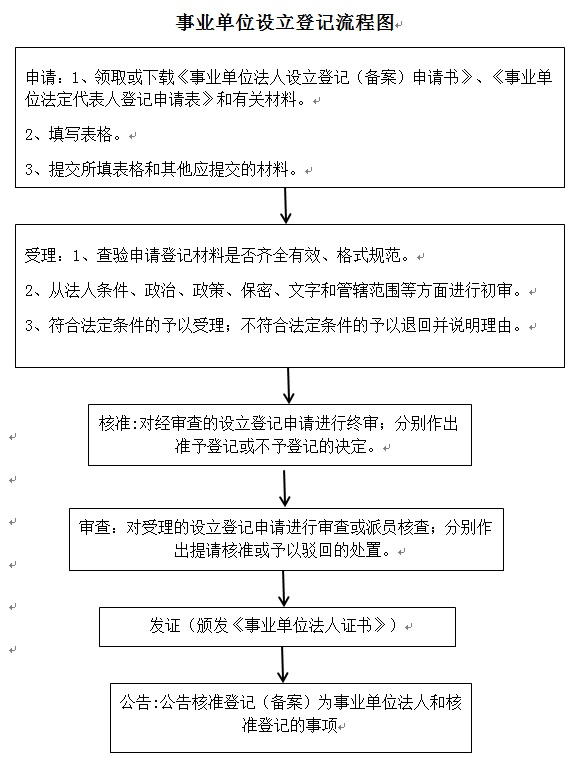 事业单位设立登记流程图
申请：1、领取或下载《事业单位法人设立登记（备案）申请书》、《事业单
位法定代表人登记申请表》和有关材料。
2、填写表格。
3、提交所填表格和其他应提交的材料。
受理：1、查验申请登记材料是否齐全有效、格式规范。
2、从法人条件、政治、政策、保密、文字和管辖范围等方面进行初审。
3、符合法定条件的予以受理；不符合法定条件的予以退回并说明理由。
核准:对经审查的设立登记申请进行终审；分别作出
准予登记或不予登记的决定。
审查：对受理的设立登记申请进行审查或派员核查；分别作
出提请核准或予以驳回的处置。
发证（颁发《事业单位法人证书》）
公告:公告核准登记（备案）为事业单位法人和核
准登记的事项